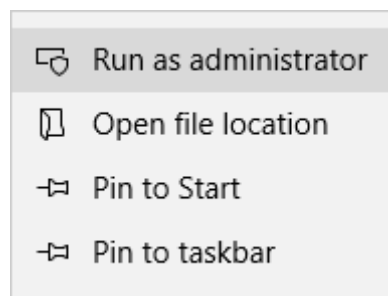 Run as administrator
Open file location
Pin to Start
Pin to taskbar